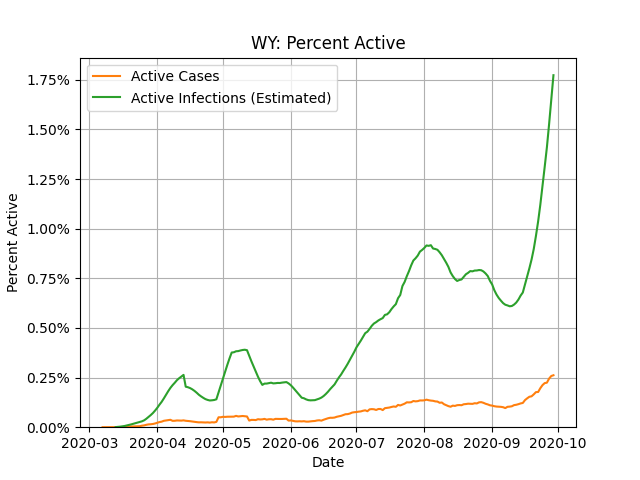 WY: Percent Active
Active Cases
Active Infections (Estimated)
1.75%
1.50%
1.25%
1.00%
0.75%
0.50%
0.25%
0.00%
Percent Active
2020-03 2020-04 2020-05 2020-06 2020-07 2020-08 2020-09 2020-10
Date